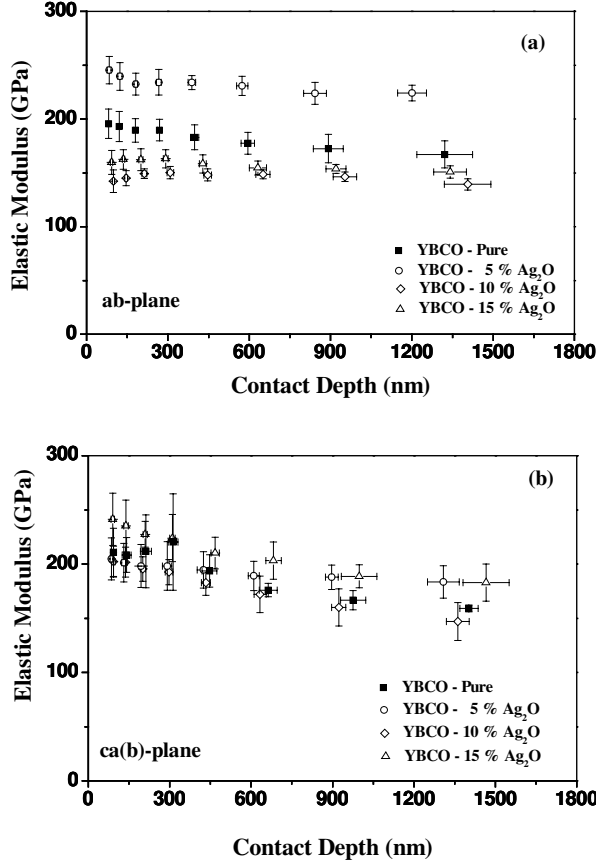 300
(a)
200
Elastic Modulus (GPa)
100
YBCO - Pure
YBCO - 5 % Ag₂O
YBCO - 10 % Ag₂O
YBCO - 15 % Ag₂O
ab-plane
0
0 300 600 900 1200 1500 1800
Contact Depth (nm)
300
(b)
200
Elastic Modulus (GPa)
100
YBCO - Pure
YBCO - 5 % Ag₂O
YBCO - 10 % Ag₂O
YBCO - 15 % Ag₂O
ca(b)-plane
0
0 300 600 900 1200 1500 1800
Contact Depth (nm)